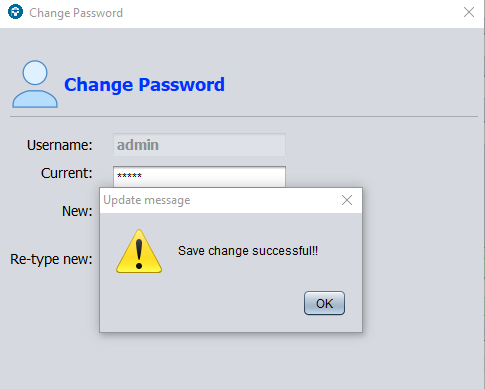 Change Password
Change Password
Username: admin
Current: *****
Update message
New:
Save change successful!!
Re-type new:
OK